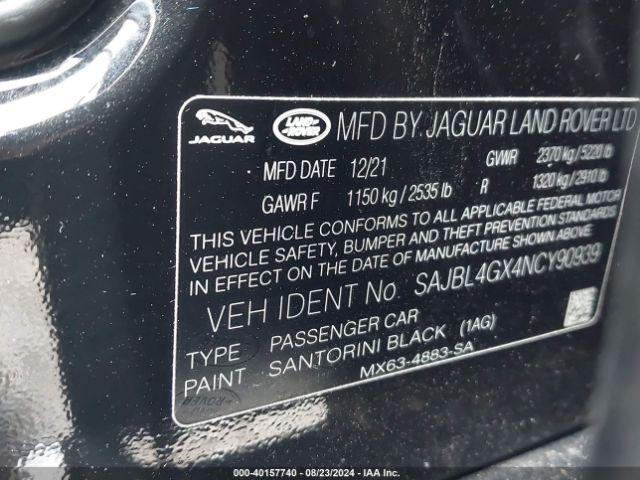 JAGUAR LAND ROVER MFD BY JAGUAR LAND ROVER LTD
MFD DATE 12/21 GVWR 2370 kg / 5220 lb
GAWR F 1150 kg / 2535 lb R 1320 kg / 2910 lb
THIS VEHICLE CONFORMS TO ALL APPLICABLE FEDERAL MOTOR
VEHICLE SAFETY, BUMPER AND THEFT PREVENTION STANDARDS
IN EFFECT ON THE DATE OF MANUFACTURE SHOWN ABOVE.
VEH IDENT No SAJBL4GX4NCY90939
TYPE PASSENGER CAR
PAINT SANTORINI BLACK (1AG)
MX63-4883-SA
000-40157740 - 08/23/2024 - IAA Inc.